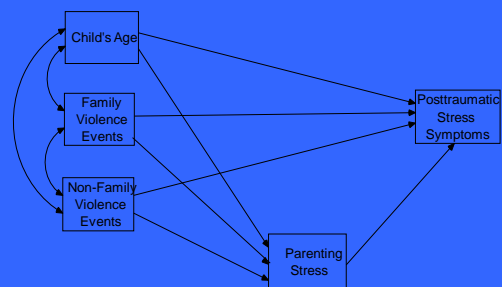 Child's Age
Family
Violence
Events
Non-Family
Violence
Events
Posttraumatic
Stress
Symptoms
Parenting
Stress